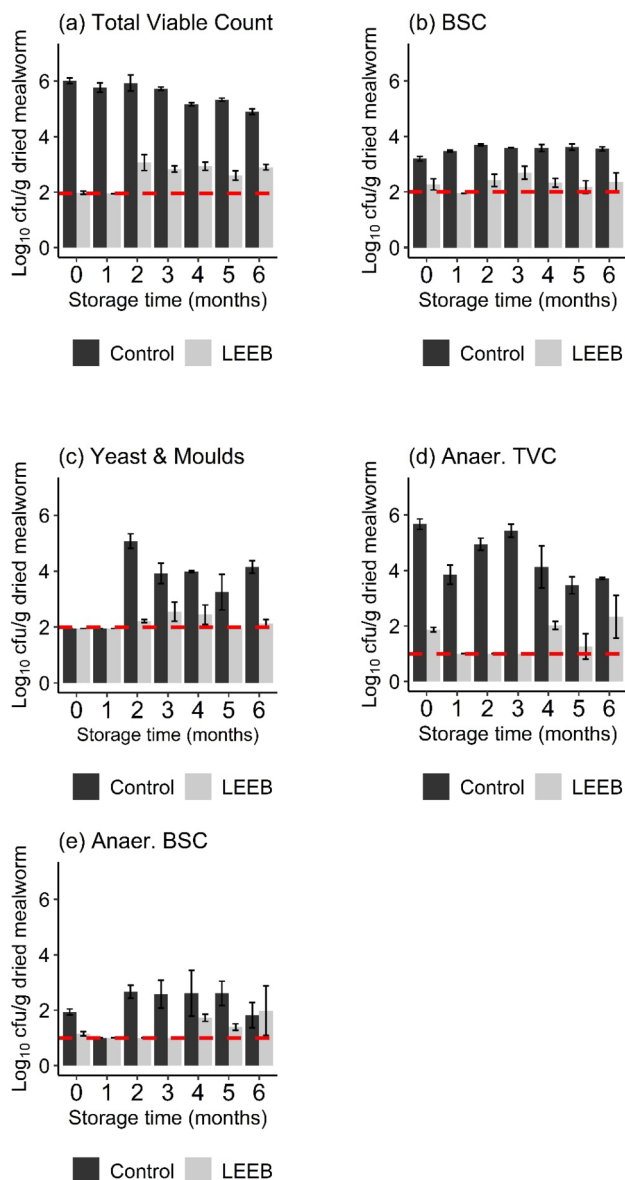 (a) Total Viable Count
Log₁₀ cfu/g dried mealworm
6
4
2
0
0 1 2 3 4 5 6
Storage time (months)
Control LEEB
(b) BSC
Log₁₀ cfu/g dried mealworm
6
4
2
0
0 1 2 3 4 5 6
Storage time (months)
Control LEEB
(c) Yeast & Moulds
Log₁₀ cfu/g dried mealworm
6
4
2
0
0 1 2 3 4 5 6
Storage time (months)
Control LEEB
(d) Anaer. TVC
Log₁₀ cfu/g dried mealworm
6
4
2
0
0 1 2 3 4 5 6
Storage time (months)
Control LEEB
(e) Anaer. BSC
Log₁₀ cfu/g dried mealworm
6
4
2
0
0 1 2 3 4 5 6
Storage time (months)
Control LEEB